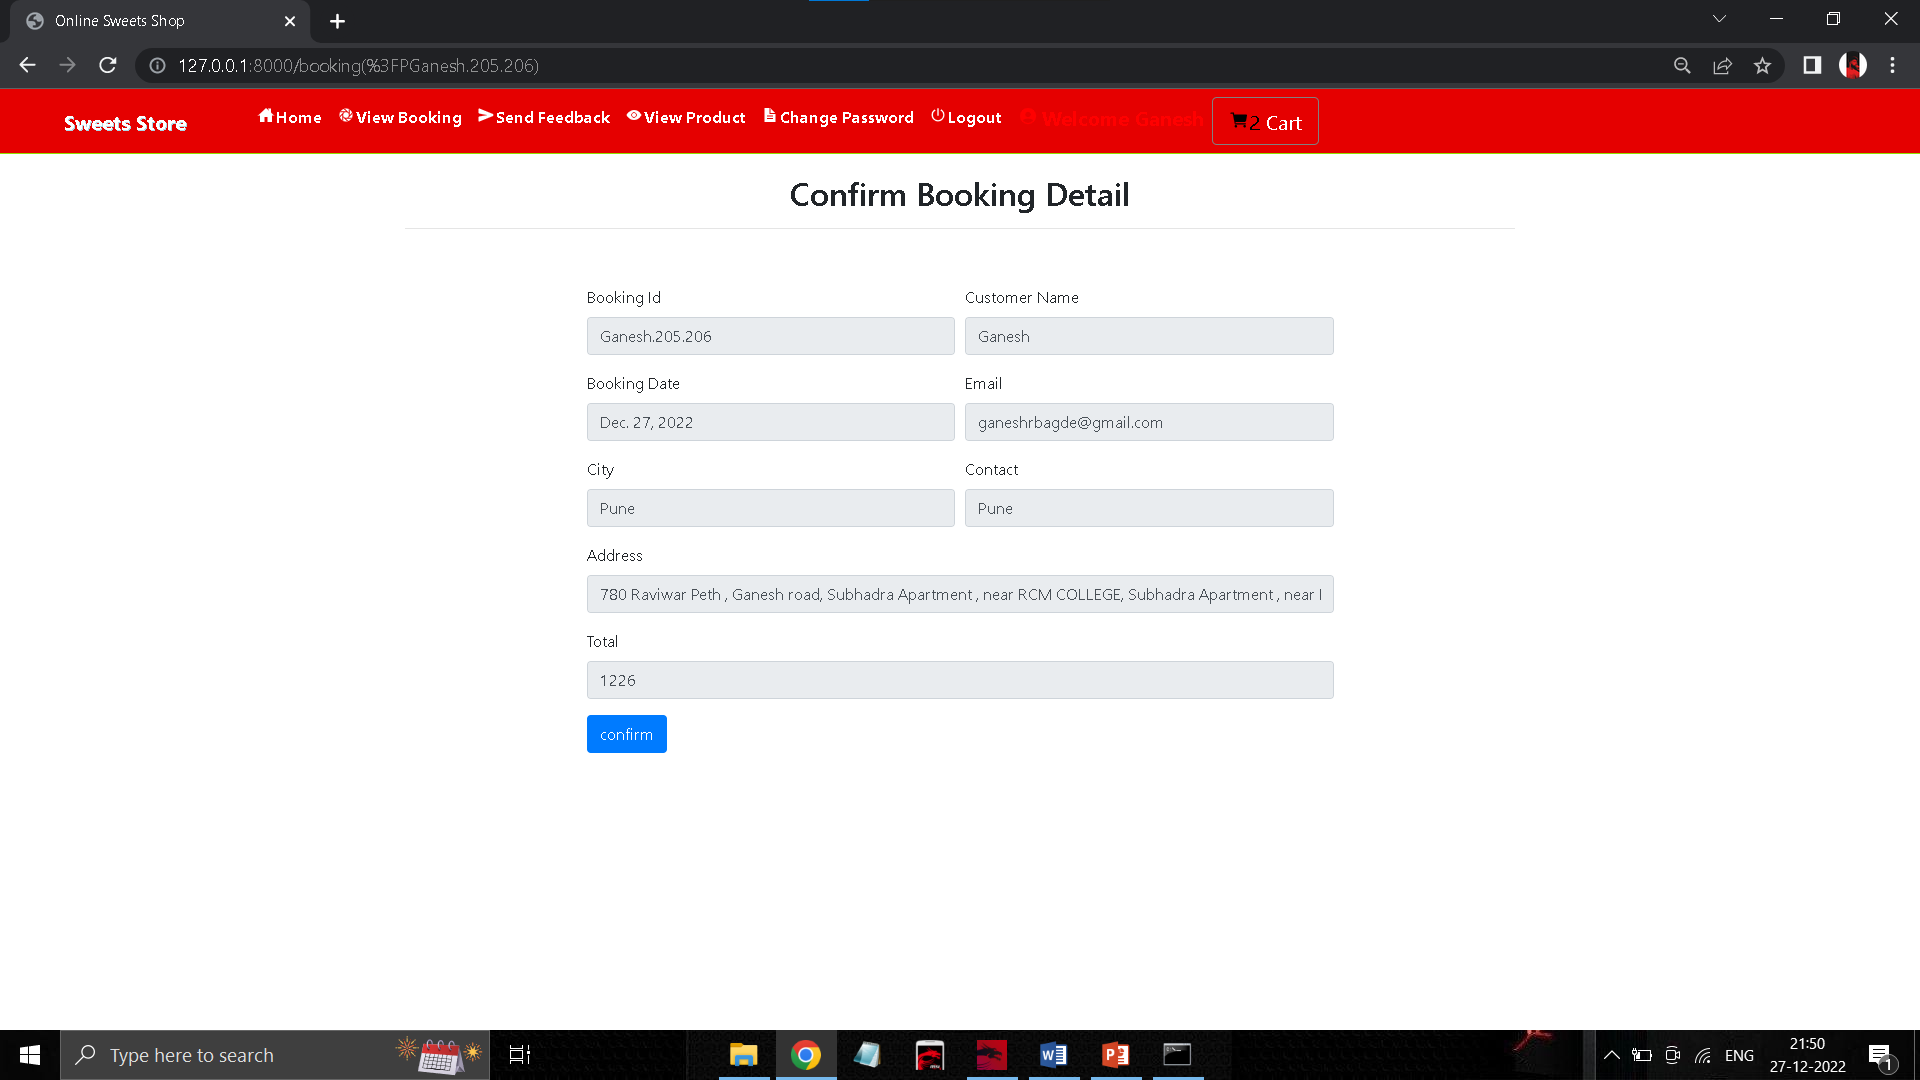 Online Sweets Shop
127.0.0.1:8000/booking(%3FPGanesh.205.206)
Sweets Store
Home
View Booking
Send Feedback
View Product
Change Password
Logout
Welcome Ganesh
2 Cart
Confirm Booking Detail
Booking Id
Customer Name
Ganesh.205.206
Ganesh
Booking Date
Email
Dec. 27, 2022
ganeshrbagde@gmail.com
City
Contact
Pune
Pune
Address
780 Raviwar Peth , Ganesh road, Subhadra Apartment , near RCM COLLEGE, Subhadra Apartment , near
Total
1226
confirm
Type here to search
ENG
21:50
27-12-2022
1